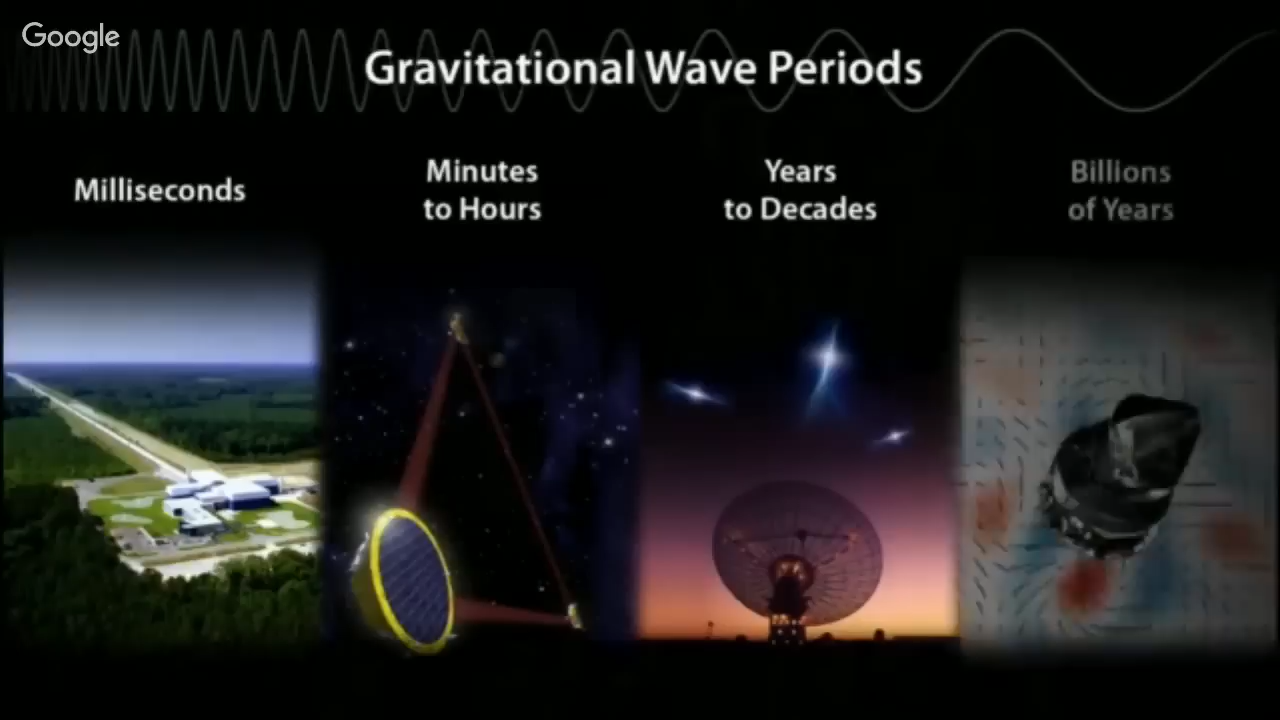 Google
Gravitational Wave Periods
Milliseconds
Minutes
to Hours
Years
to Decades
Billions
of Years